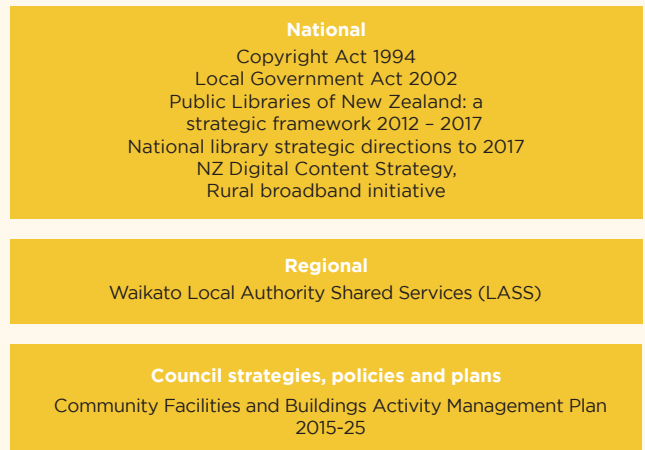 National
Copyright Act 1994
Local Government Act 2002
Public Libraries of New Zealand: a
strategic framework 2012 – 2017
National library strategic directions to 2017
NZ Digital Content Strategy,
Rural broadband initiative
Regional
Waikato Local Authority Shared Services (LASS)
Council strategies, policies and plans
Community Facilities and Buildings Activity Management Plan
2015-25